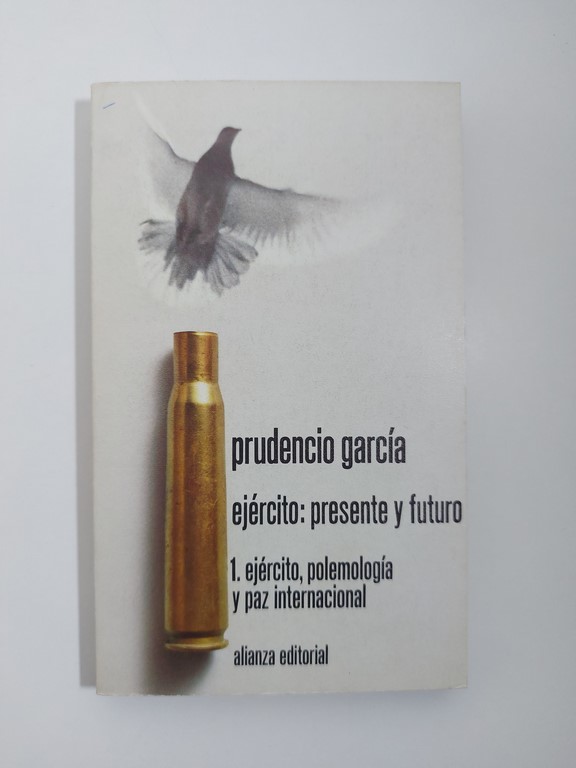 prudencio garcía
ejército: presente y futuro
1. ejército, polemología
y paz internacional
alianza editorial